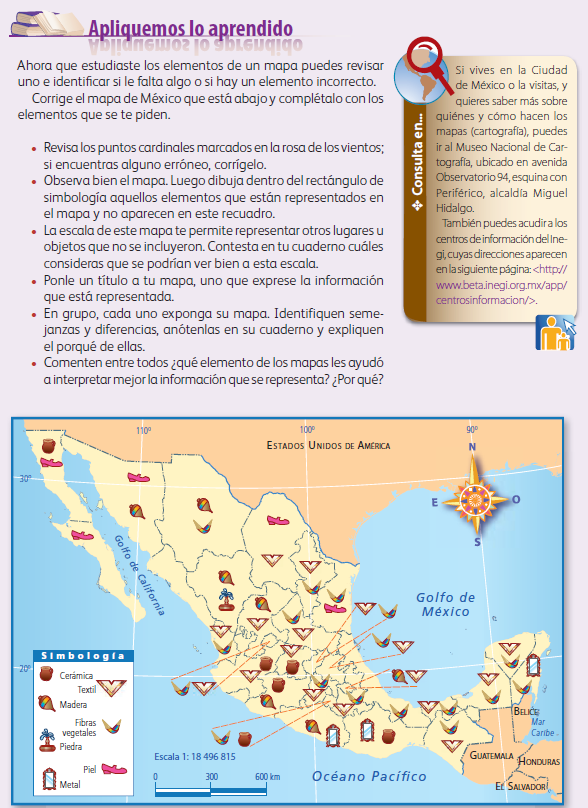 Apliquemos lo aprendido
Ahora que estudiaste los elementos de un mapa puedes revisar
uno e identificar si le falta algo o si hay un elemento incorrecto.
Corrige el mapa de México que está abajo y complétalo con los
elementos que se te piden.
• Revisa los puntos cardinales marcados en la rosa de los vientos;
si encuentras alguno erróneo, corrígelo.
• Observa bien el mapa. Luego dibuja dentro del rectángulo de
simbología aquellos elementos que están representados en
el mapa y no aparecen en este recuadro.
• La escala de este mapa te permite representar otros lugares u
objetos que no se incluyeron. Contesta en tu cuaderno cuáles
consideras que se podrían ver bien a esta escala.
• Ponle un título a tu mapa, uno que exprese la información
que está representada.
• En grupo, cada uno exponga su mapa. Identifiquen seme-
janzas y diferencias, anótenlas en su cuaderno y expliquen
el porqué de ellas.
• Comenten entre todos ¿qué elemento de los mapas les ayudó
a interpretar mejor la información que se representa? ¿Por qué?
❖ Consulta en...
Si vives en la Ciudad
de México o la visitas, y
quieres saber más sobre
quiénes y cómo hacen los
mapas (cartografía), puedes
ir al Museo Nacional de Car-
tografía, ubicado en avenida
Observatorio 94, esquina con
Periférico, alcaldía Miguel
Hidalgo.
También puedes acudir a los
centros de información del Ine-
gi, cuyas direcciones aparecen
en la siguiente página: <http://
www.beta.inegi.org.mx/app/
centrosinformacion/>.
110º
100º
90º
ESTADOS UNIDOS DE AMÉRICA
N
30º
E
O
S
Golfo de California
Golfo de
México
20º
Simbología
Cerámica
Textil
Madera
Fibras
vegetales
Piedra
Piel
Metal
BELICE
Mar
Caribe
GUATEMALA
HONDURAS
EL SALVADOR
Escala 1: 18 496 815
0 300 600 km
Océano Pacífico